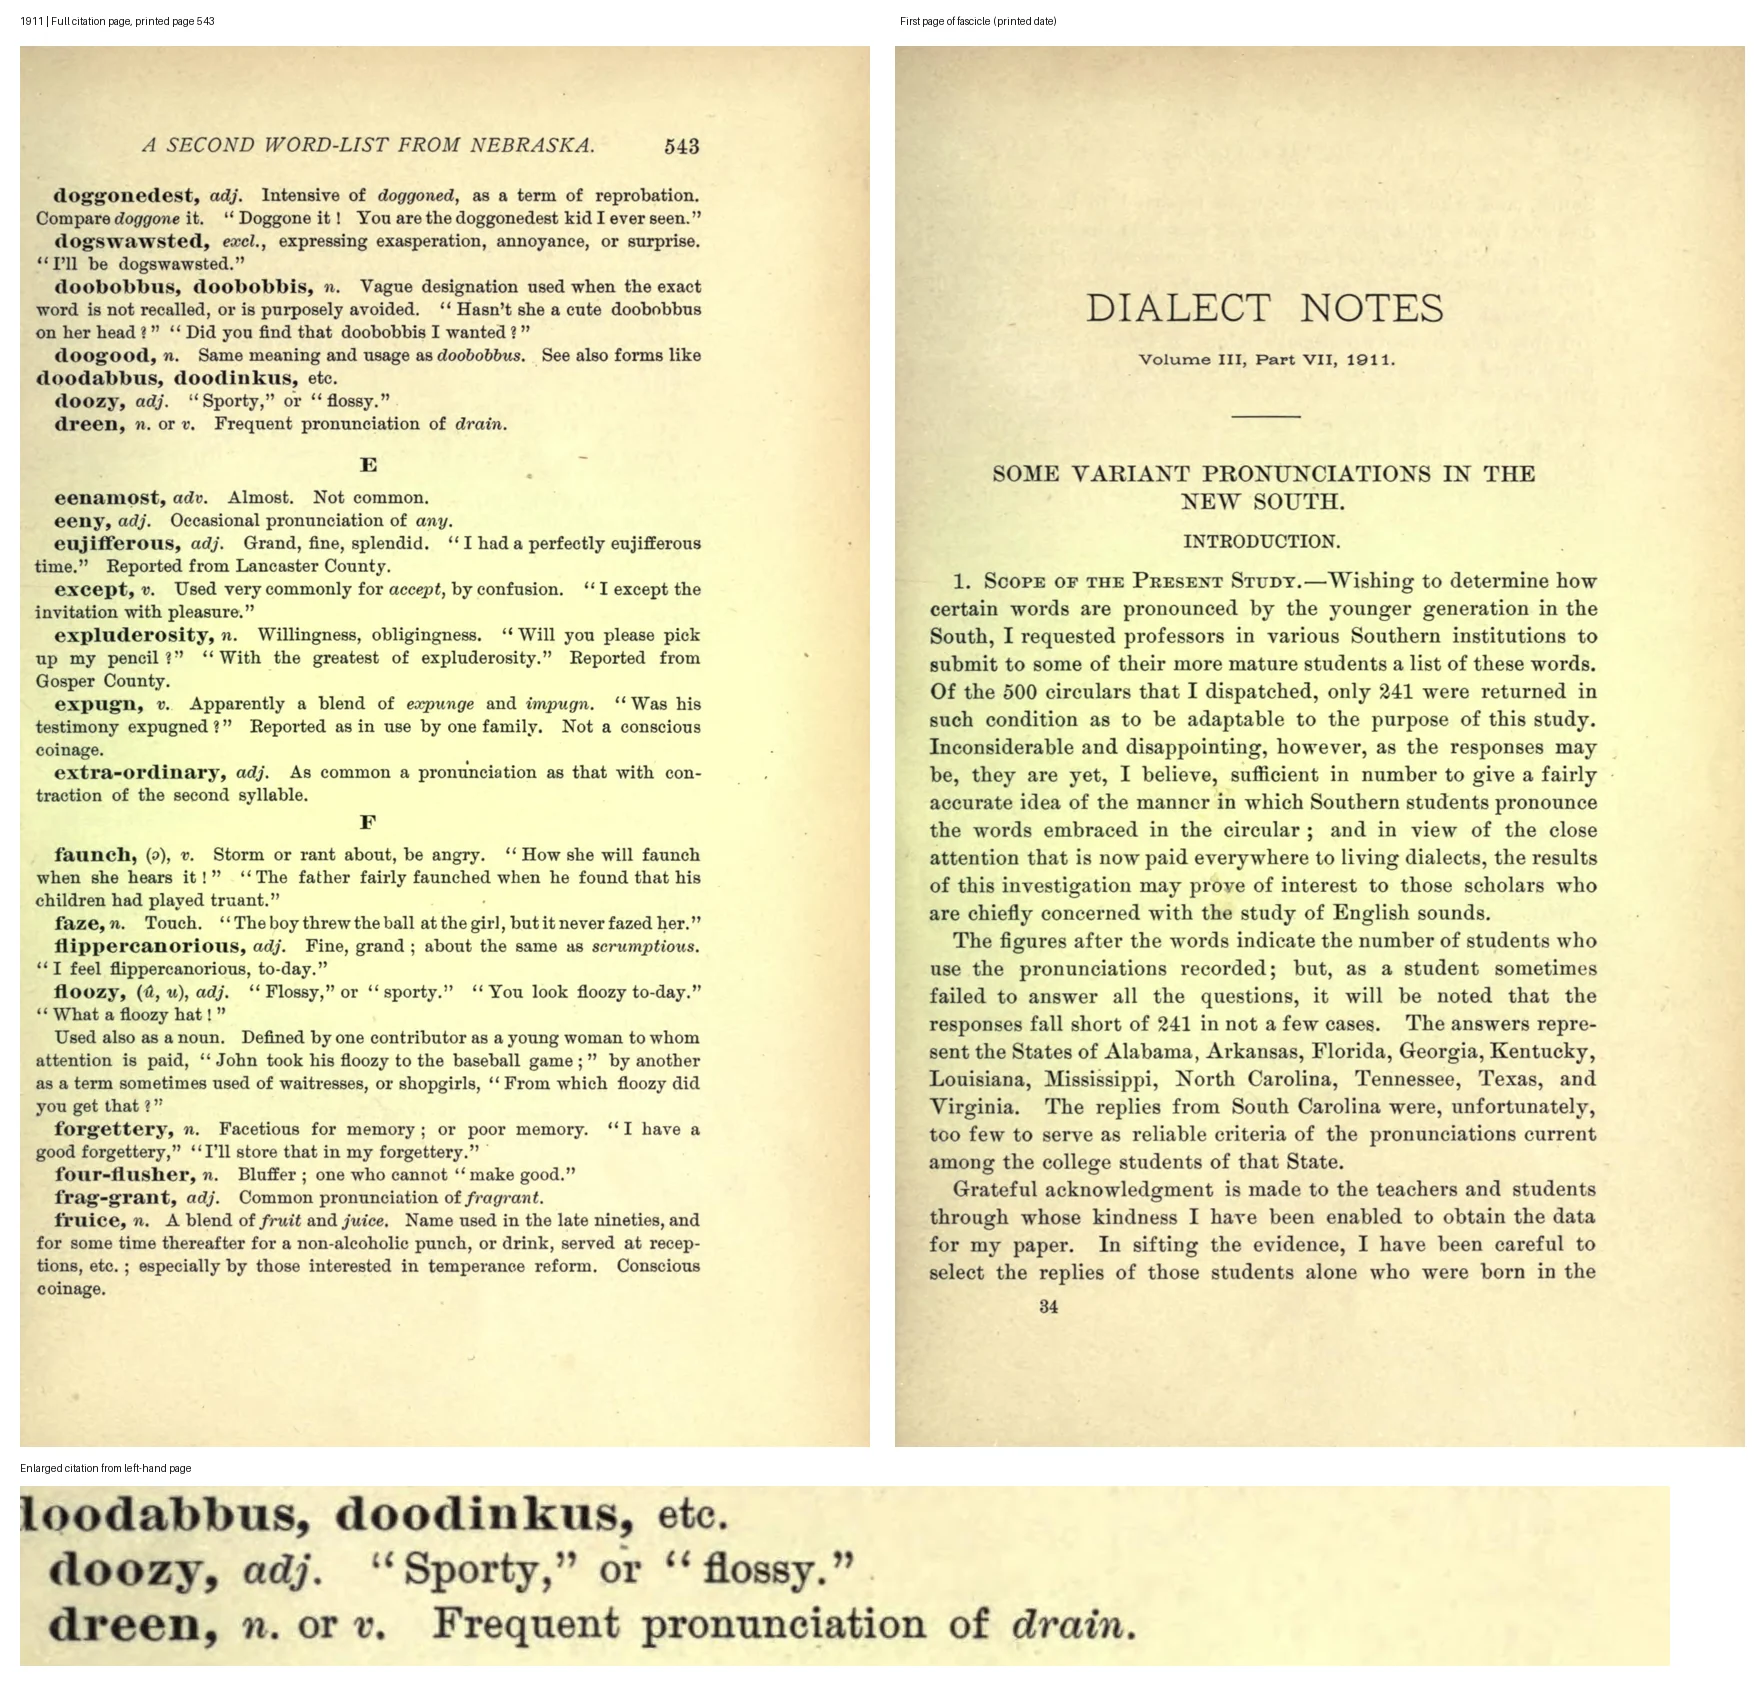 1911 | Full citation page, printed page 543
A SECOND WORD-LIST FROM NEBRASKA. 543
doggonedest, adj. Intensive of doggoned, as a term of reprobation.
Compare doggone it. “Doggone it! You are the doggonedest kid I ever seen.”
dogswawsted, excl., expressing exasperation, annoyance, or surprise.
“I'll be dogswawsted.”
doobobbus, doobobbis, n. Vague designation used when the exact
word is not recalled, or is purposely avoided. “Hasn't she a cute doobobbus
on her head?” “Did you find that doobobbis I wanted?”
doogood, n. Same meaning and usage as doobobbus. See also forms like
doodabbus, doodinkus, etc.
doozy, adj. “Sporty,” or “flossy.”
dreen, n. or v. Frequent pronunciation of drain.
E
eenamost, adv. Almost. Not common.
eeny, adj. Occasional pronunciation of any.
eujifferous, adj. Grand, fine, splendid. “I had a perfectly eujifferous
time.” Reported from Lancaster County.
except, v. Used very commonly for accept, by confusion. “I except the
invitation with pleasure.”
expluderosity, n. Willingness, obligingness. “Will you please pick
up my pencil?” “With the greatest of expluderosity.” Reported from
Gosper County.
expugn, v. Apparently a blend of expunge and impugn. “Was his
testimony expugned?” Reported as in use by one family. Not a conscious
coinage.
extra-ordinary, adj. As common a pronunciation as that with con-
traction of the second syllable.
F
faunch, (ɔ), v. Storm or rant about, be angry. “How she will faunch
when she hears it!” “The father fairly faunched when he found that his
children had played truant.”
faze, n. Touch. “The boy threw the ball at the girl, but it never fazed her.”
flippercanorious, adj. Fine, grand; about the same as scrumptious.
“I feel flippercanorious, to-day.”
floozy, (û, u), adj. “Flossy,” or “sporty.” “You look floozy to-day.”
“What a floozy hat!”
Used also as a noun. Defined by one contributor as a young woman to whom
attention is paid, “John took his floozy to the baseball game;” by another
as a term sometimes used of waitresses, or shopgirls, “From which floozy did
you get that?”
forgettery, n. Facetious for memory; or poor memory. “I have a
good forgettery,” “I'll store that in my forgettery.”
four-flusher, n. Bluffer; one who cannot “make good.”
frag-grant, adj. Common pronunciation of fragrant.
fruice, n. A blend of fruit and juice. Name used in the late nineties, and
for some time thereafter for a non-alcoholic punch, or drink, served at recep-
tions, etc.; especially by those interested in temperance reform. Conscious
coinage.
First page of fascicle (printed date)
DIALECT NOTES
Volume III, Part VII, 1911.
SOME VARIANT PRONUNCIATIONS IN THE
NEW SOUTH.
INTRODUCTION.
1. SCOPE OF THE PRESENT STUDY.—Wishing to determine how
certain words are pronounced by the younger generation in the
South, I requested professors in various Southern institutions to
submit to some of their more mature students a list of these words.
Of the 500 circulars that I dispatched, only 241 were returned in
such condition as to be adaptable to the purpose of this study.
Inconsiderable and disappointing, however, as the responses may
be, they are yet, I believe, sufficient in number to give a fairly
accurate idea of the manner in which Southern students pronounce
the words embraced in the circular; and in view of the close
attention that is now paid everywhere to living dialects, the results
of this investigation may prove of interest to those scholars who
are chiefly concerned with the study of English sounds.
The figures after the words indicate the number of students who
use the pronunciations recorded; but, as a student sometimes
failed to answer all the questions, it will be noted that the
responses fall short of 241 in not a few cases. The answers repre-
sent the States of Alabama, Arkansas, Florida, Georgia, Kentucky,
Louisiana, Mississippi, North Carolina, Tennessee, Texas, and
Virginia. The replies from South Carolina were, unfortunately,
too few to serve as reliable criteria of the pronunciations current
among the college students of that State.
Grateful acknowledgment is made to the teachers and students
through whose kindness I have been enabled to obtain the data
for my paper. In sifting the evidence, I have been careful to
select the replies of those students alone who were born in the
34
Enlarged citation from left-hand page
loodabbus, doodinkus, etc.
doozy, adj. “Sporty,” or “flossy.”
dreen, n. or v. Frequent pronunciation of drain.